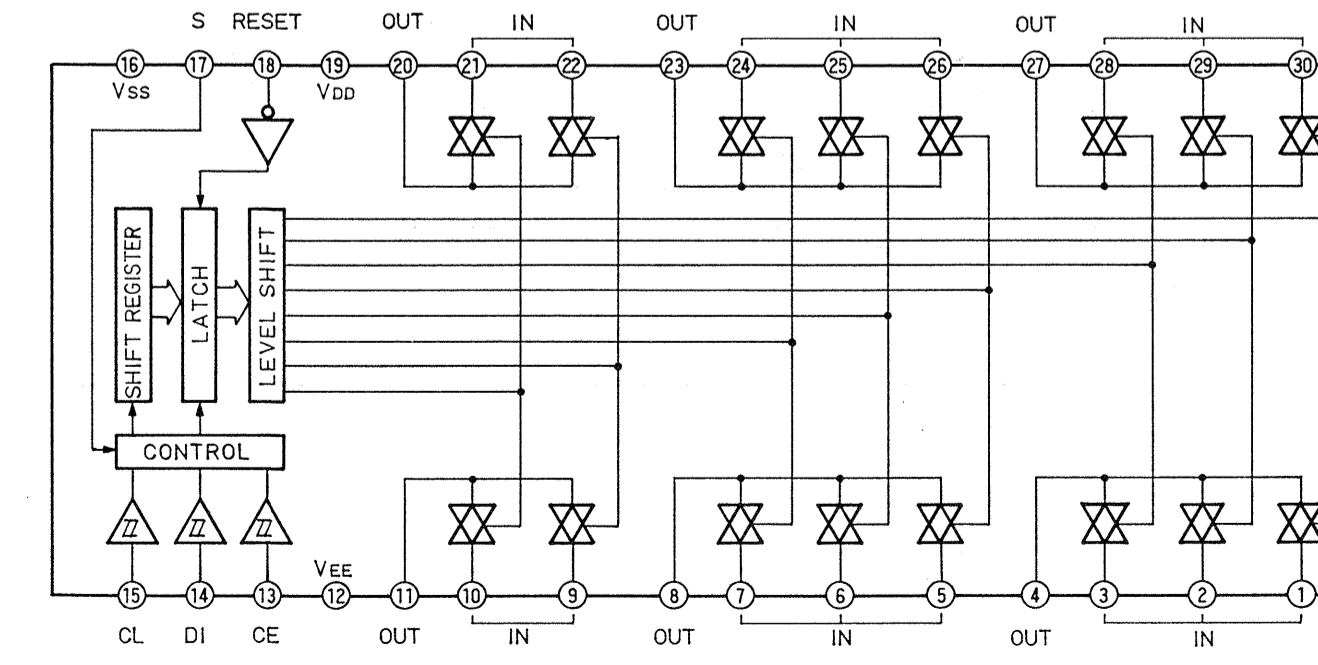 S RESET OUT IN OUT IN OUT IN
16 17 18 19 20 21 22 23 24 25 26 27 28 29 30
VSS VDD
SHIFT REGISTER
LATCH
LEVEL SHIFT
CONTROL
VEE
15 14 13 12 11 10 9 8 7 6 5 4 3 2 1
CL DI CE OUT IN OUT IN OUT IN